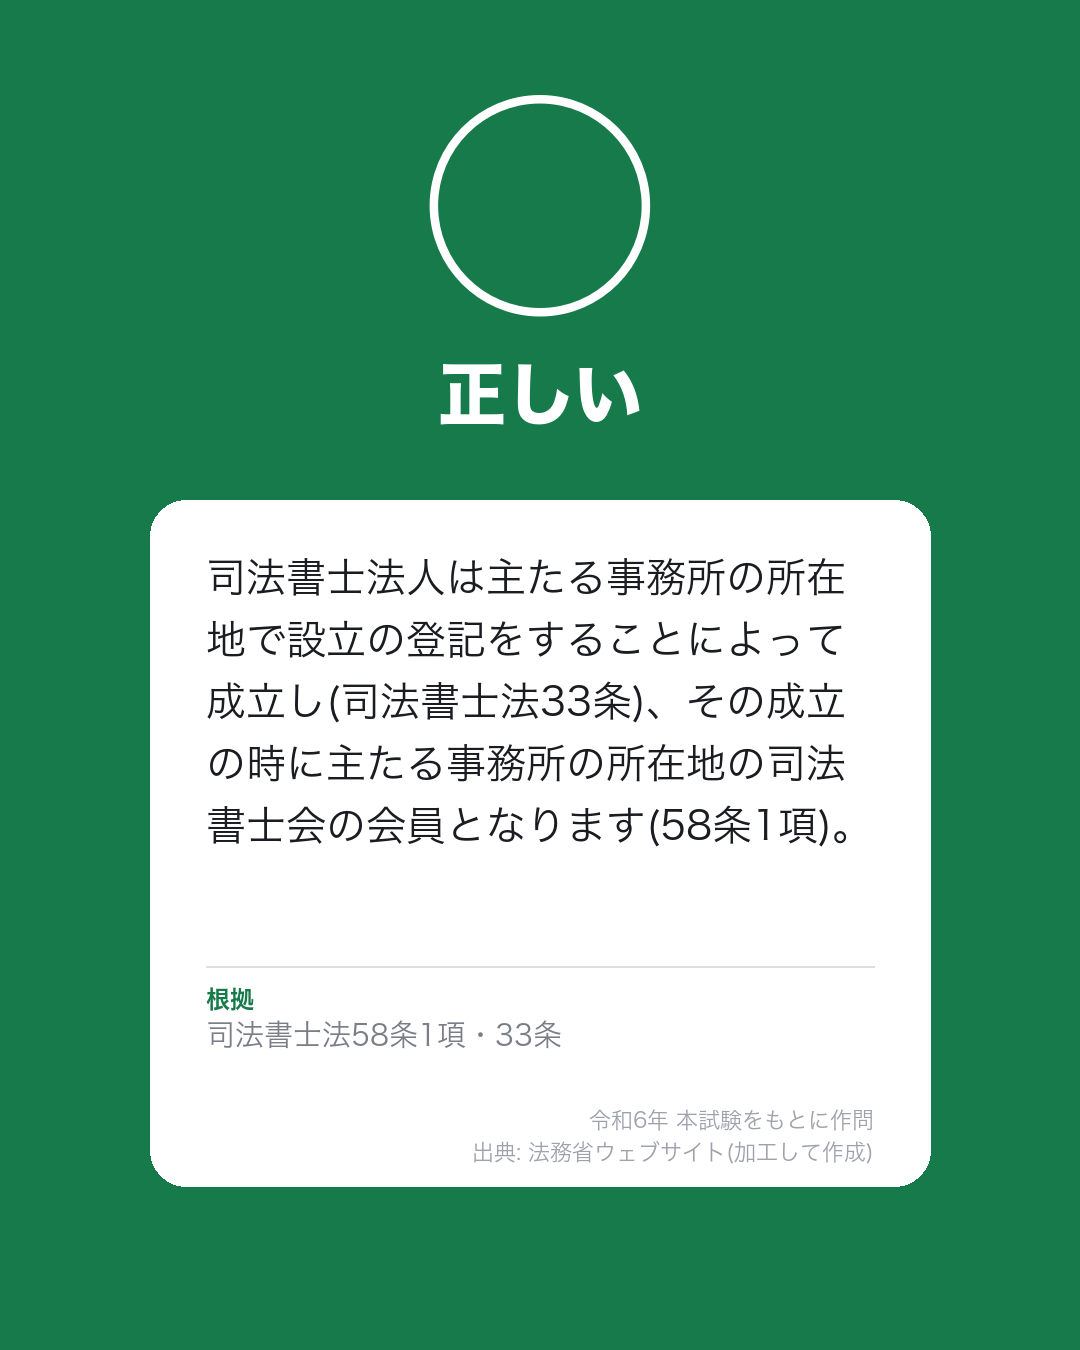 正しい
司法書士法人は主たる事務所の所在
地で設立の登記をすることによって
成立し(司法書士法33条)、その成立
の時に主たる事務所の所在地の司法
書士会の会員となります(58条1項)。
根拠
司法書士法58条1項・33条
令和6年 本試験をもとに作問
出典: 法務省ウェブサイト(加工して作成)